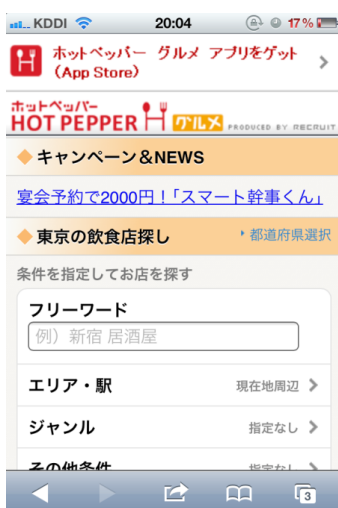 KDDI 20:04 17%
ホットペッパー グルメ アプリをゲット
(App Store)
ホットペッパー
HOT PEPPER グルメ PRODUCED BY RECRUIT
キャンペーン&NEWS
宴会予約で2000円!「スマート幹事くん」
東京の飲食店探し 都道府県選択
条件を指定してお店を探す
フリーワード
例）新宿 居酒屋
エリア・駅 現在地周辺
ジャンル 指定なし
その他条件 指定なし
3